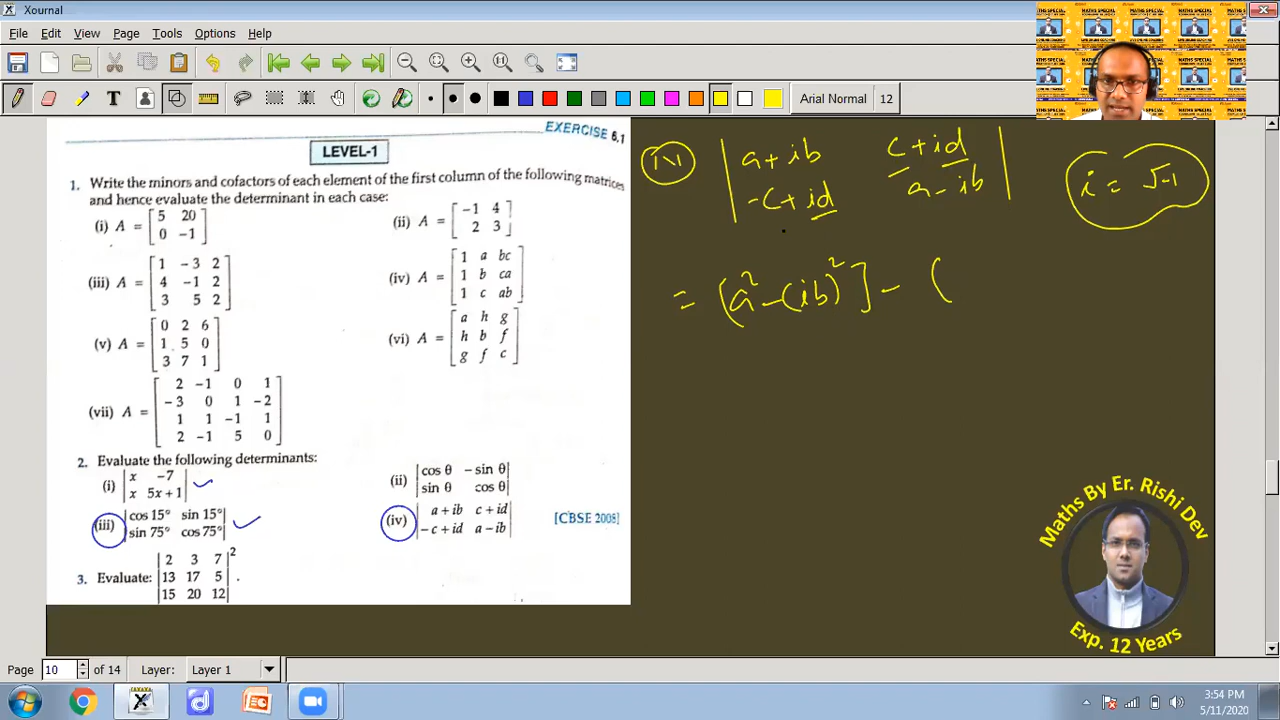 Xournal
File Edit View Page Tools Options Help
Arial Normal 12
EXERCISE 6.1
LEVEL-1
1. Write the minors and cofactors of each element of the first column of the following matrices
and hence evaluate the determinant in each case:
(i) A = [5 20
0 -1]
(ii) A = [-1 4
2 3]
(iii) A = [1 -3 2
4 -1 2
3 5 2]
(iv) A = [1 a bc
1 b ca
1 c ab]
(v) A = [0 2 6
1 5 0
3 7 1]
(vi) A = [a h g
h b f
g f c]
(vii) A = [2 -1 0 1
-3 0 1 -2
1 1 -1 1
2 -1 5 0]
2. Evaluate the following determinants:
(i) |x -7
x 5x+1|
(ii) |cos θ - sin θ
sin θ cos θ|
(iii) |cos 15° sin 15°
sin 75° cos 75°|
(iv) |a + ib c + id
-c + id a - ib|
[CBSE 2008]
3. Evaluate: |2 3 7
13 17 5
15 20 12|²
(iv) |a+ib c+id
-c+id a-ib|
i = √-1
= [a² - (ib)²] - (
Maths By Er. Rishi Dev
Exp. 12 Years
Page 10 of 14 Layer: Layer 1
3:54 PM
5/11/2020